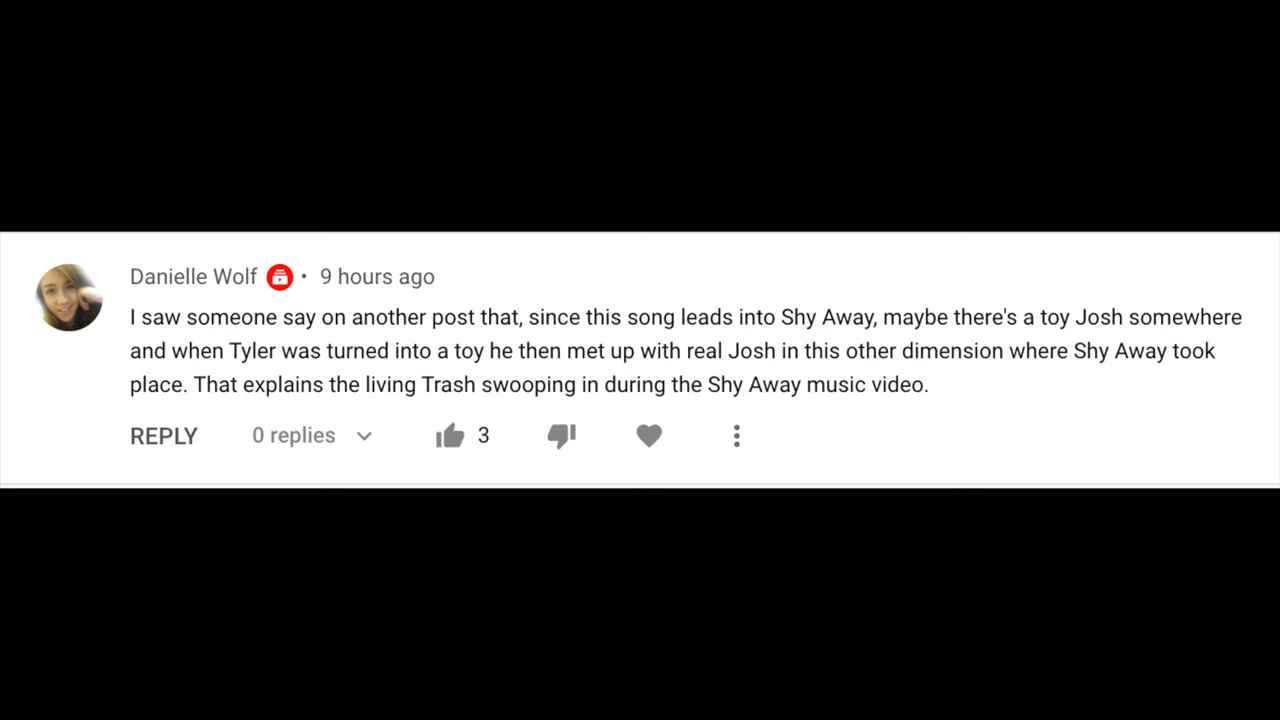 Danielle Wolf • 9 hours ago
I saw someone say on another post that, since this song leads into Shy Away, maybe there's a toy Josh somewhere
and when Tyler was turned into a toy he then met up with real Josh in this other dimension where Shy Away took
place. That explains the living Trash swooping in during the Shy Away music video.
REPLY 0 replies 3